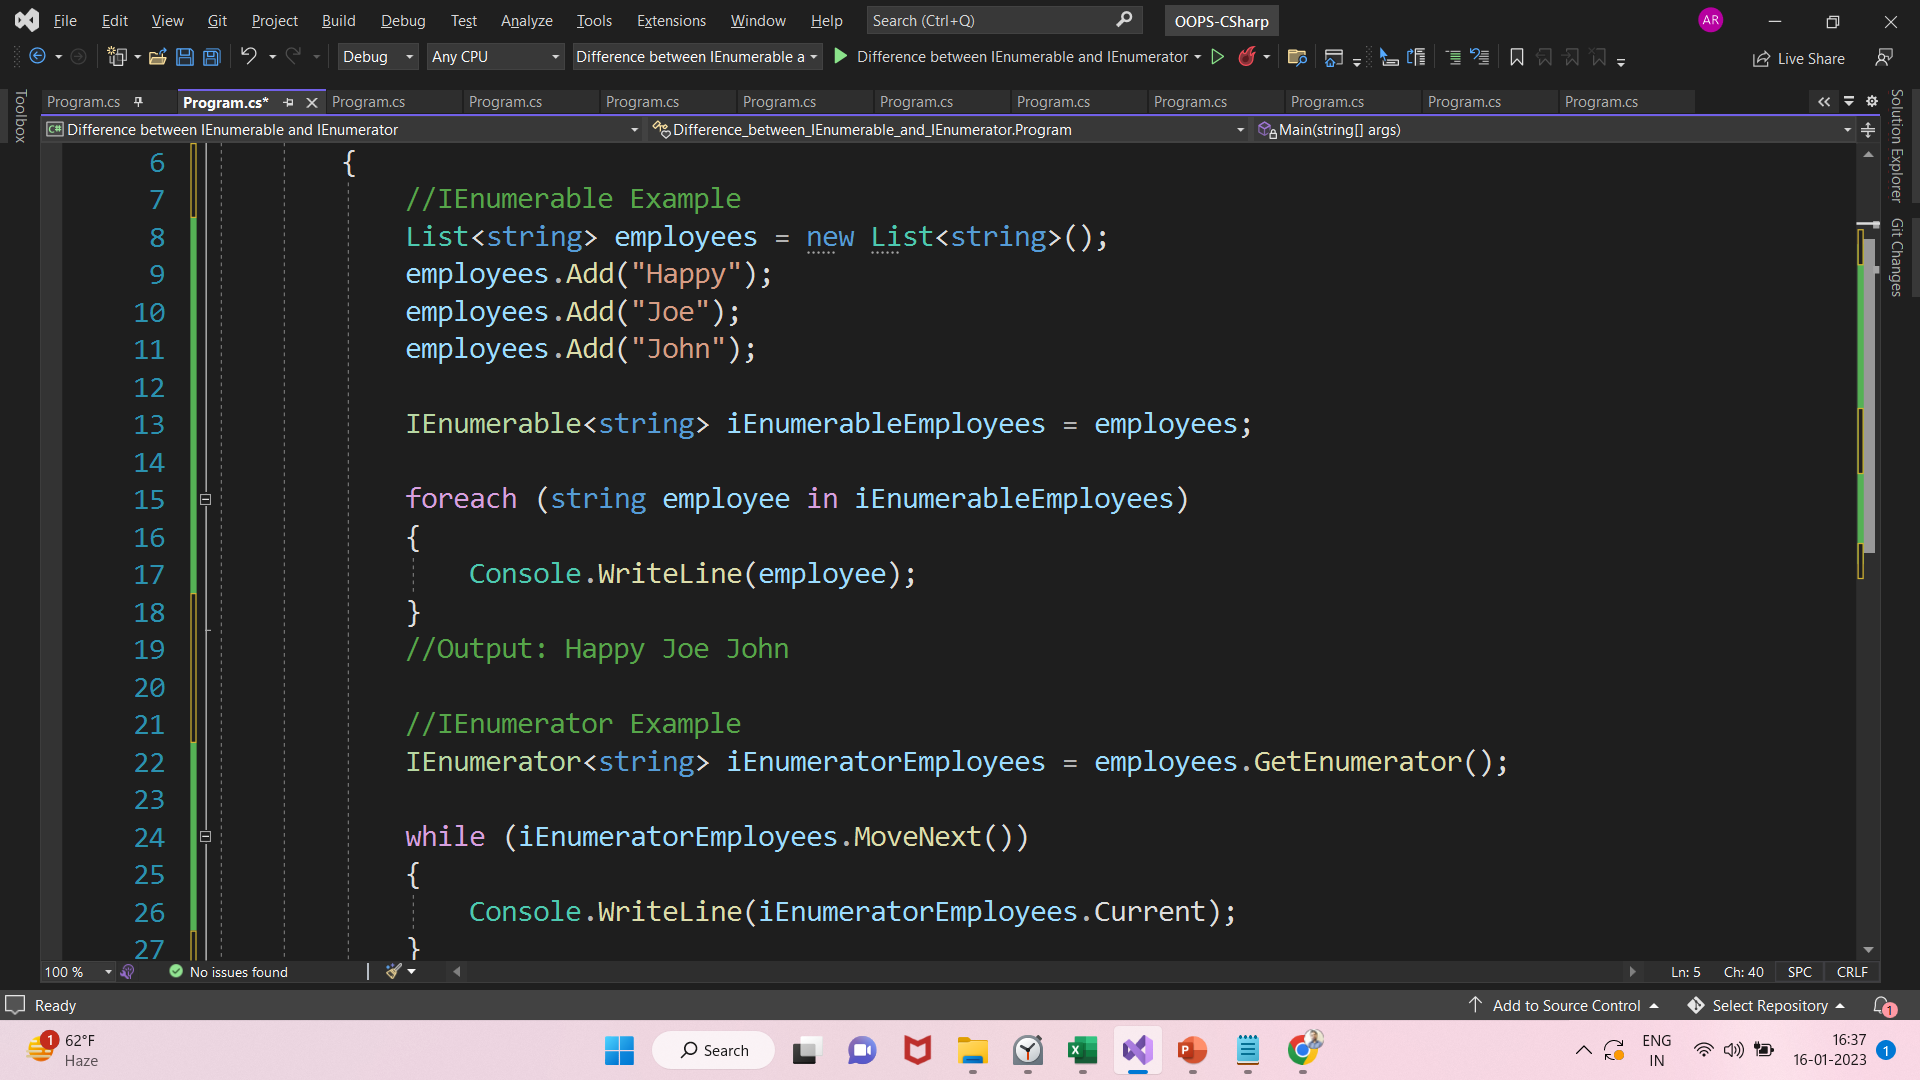 File Edit View Git Project Build Debug Test Analyze Tools Extensions Window Help Search (Ctrl+Q) OOPS-CSharp AR
Debug Any CPU Difference between IEnumerable a Difference between IEnumerable and IEnumerator Live Share
Toolbox
Program.cs Program.cs* Program.cs Program.cs Program.cs Program.cs Program.cs Program.cs Program.cs Program.cs Program.cs Program.cs
C# Difference between IEnumerable and IEnumerator Difference_between_IEnumerable_and_IEnumerator.Program Main(string[] args)
Solution Explorer
Git Changes
6 {
7 //IEnumerable Example
8 List<string> employees = new List<string>();
9 employees.Add("Happy");
10 employees.Add("Joe");
11 employees.Add("John");
12
13 IEnumerable<string> iEnumerableEmployees = employees;
14
15 foreach (string employee in iEnumerableEmployees)
16 {
17 Console.WriteLine(employee);
18 }
19 //Output: Happy Joe John
20
21 //IEnumerator Example
22 IEnumerator<string> iEnumeratorEmployees = employees.GetEnumerator();
23
24 while (iEnumeratorEmployees.MoveNext())
25 {
26 Console.WriteLine(iEnumeratorEmployees.Current);
27 }
100 % No issues found Ln: 5 Ch: 40 SPC CRLF
Ready Add to Source Control Select Repository 1
1 62°F
Haze
Search
ENG
IN
16:37
16-01-2023
1